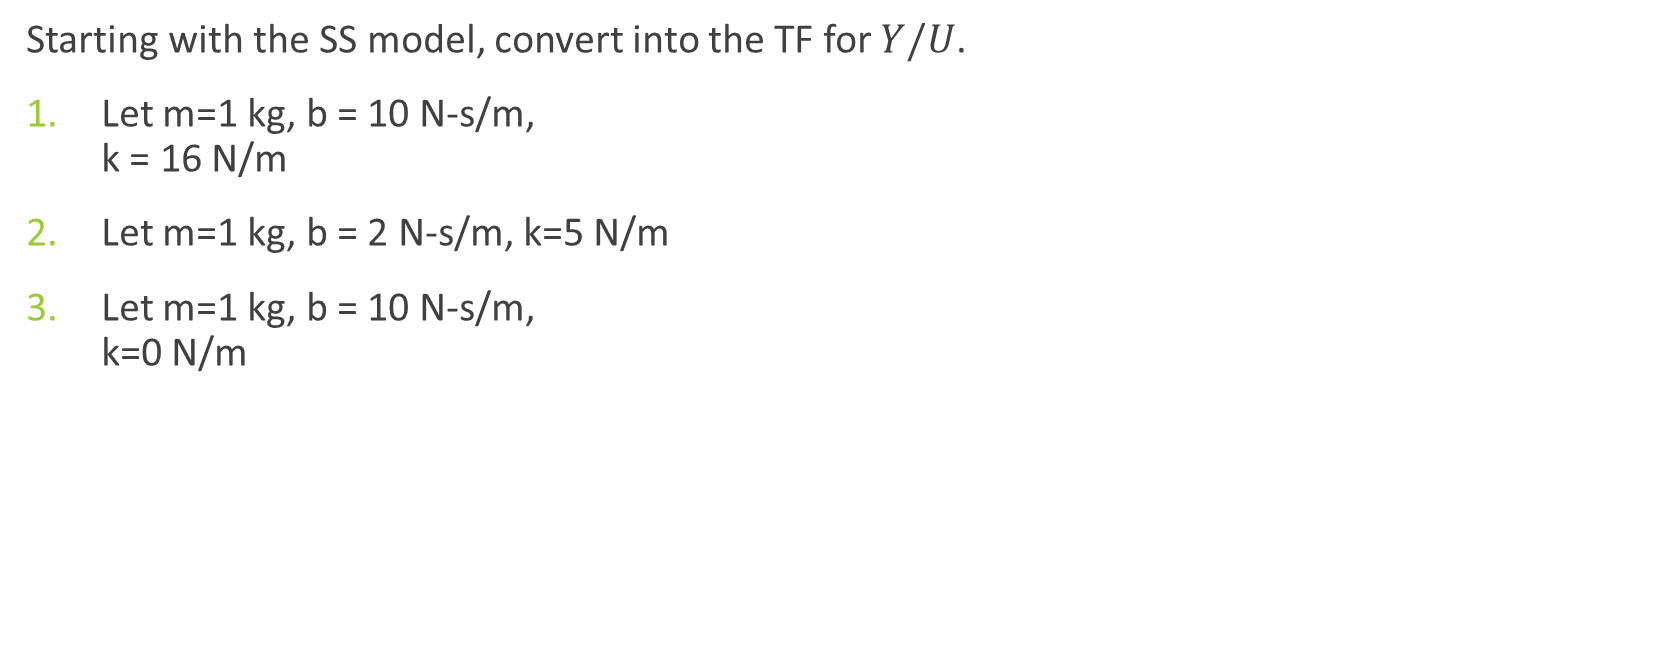 Starting with the SS model, convert into the TF for Y/U.
1. Let m=1 kg, b = 10 N-s/m,
k = 16 N/m
2. Let m=1 kg, b = 2 N-s/m, k=5 N/m
3. Let m=1 kg, b = 10 N-s/m,
k=0 N/m